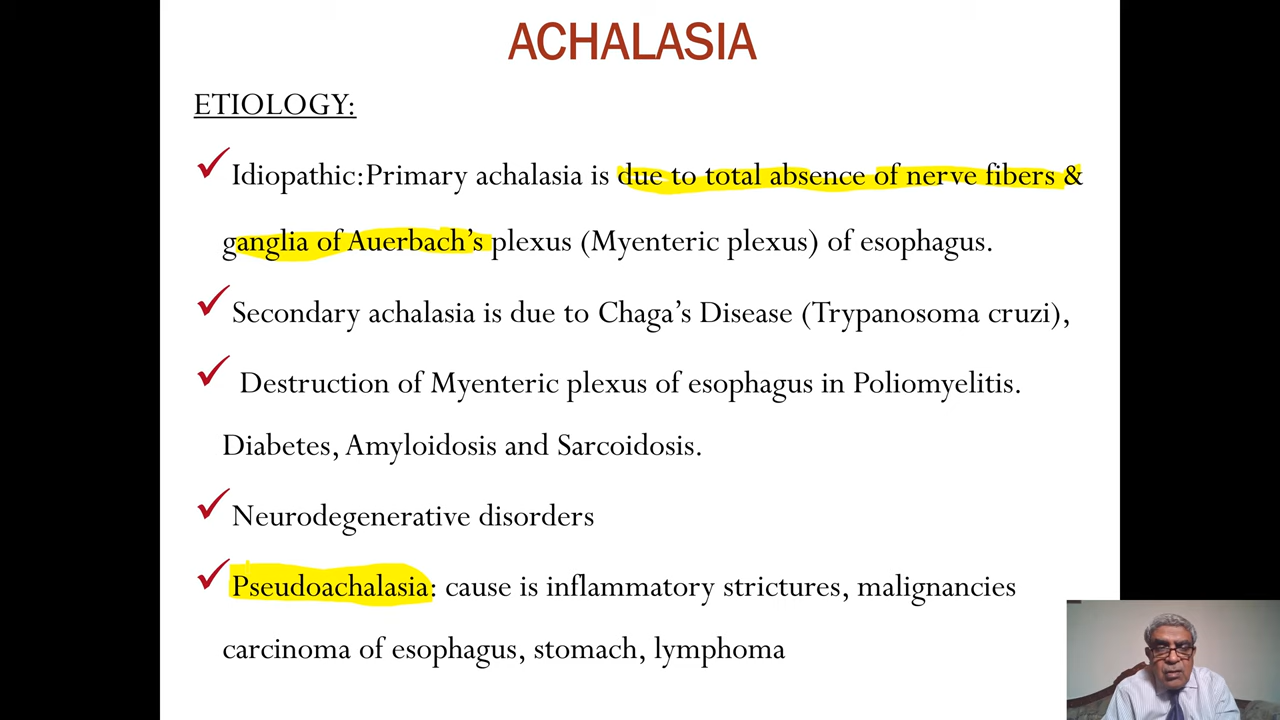 ACHALASIA
ETIOLOGY:
✓Idiopathic:Primary achalasia is due to total absence of nerve fibers &
ganglia of Auerbach’s plexus (Myenteric plexus) of esophagus.
✓Secondary achalasia is due to Chaga’s Disease (Trypanosoma cruzi),
✓ Destruction of Myenteric plexus of esophagus in Poliomyelitis.
Diabetes, Amyloidosis and Sarcoidosis.
✓Neurodegenerative disorders
✓Pseudoachalasia: cause is inflammatory strictures, malignancies
carcinoma of esophagus, stomach, lymphoma